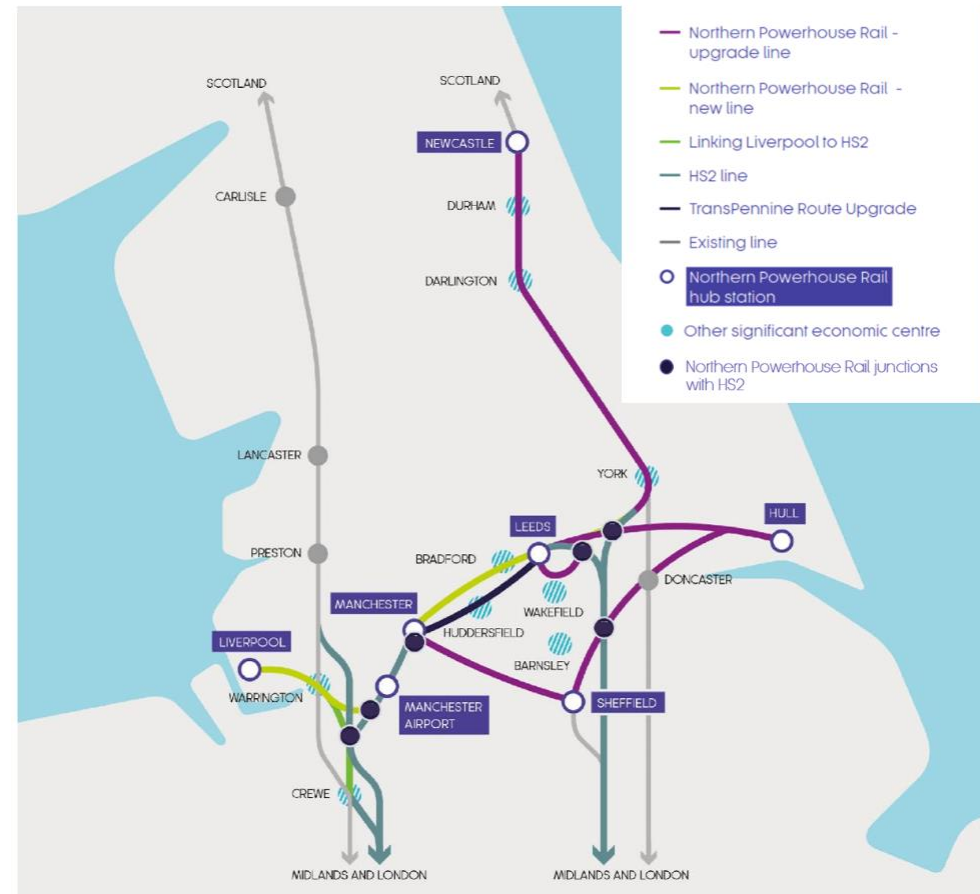 Northern Powerhouse Rail -
upgrade line
Northern Powerhouse Rail -
new line
Linking Liverpool to HS2
HS2 line
TransPennine Route Upgrade
Existing line
Northern Powerhouse Rail
hub station
Other significant economic centre
Northern Powerhouse Rail junctions
with HS2
SCOTLAND
SCOTLAND
NEWCASTLE
CARLISLE
DURHAM
DARLINGTON
LANCASTER
YORK
HULL
LEEDS
PRESTON
BRADFORD
DONCASTER
WAKEFIELD
MANCHESTER
HUDDERSFIELD
LIVERPOOL
BARNSLEY
WARRINGTON
MANCHESTER
AIRPORT
SHEFFIELD
CREWE
MIDLANDS AND LONDON
MIDLANDS AND LONDON